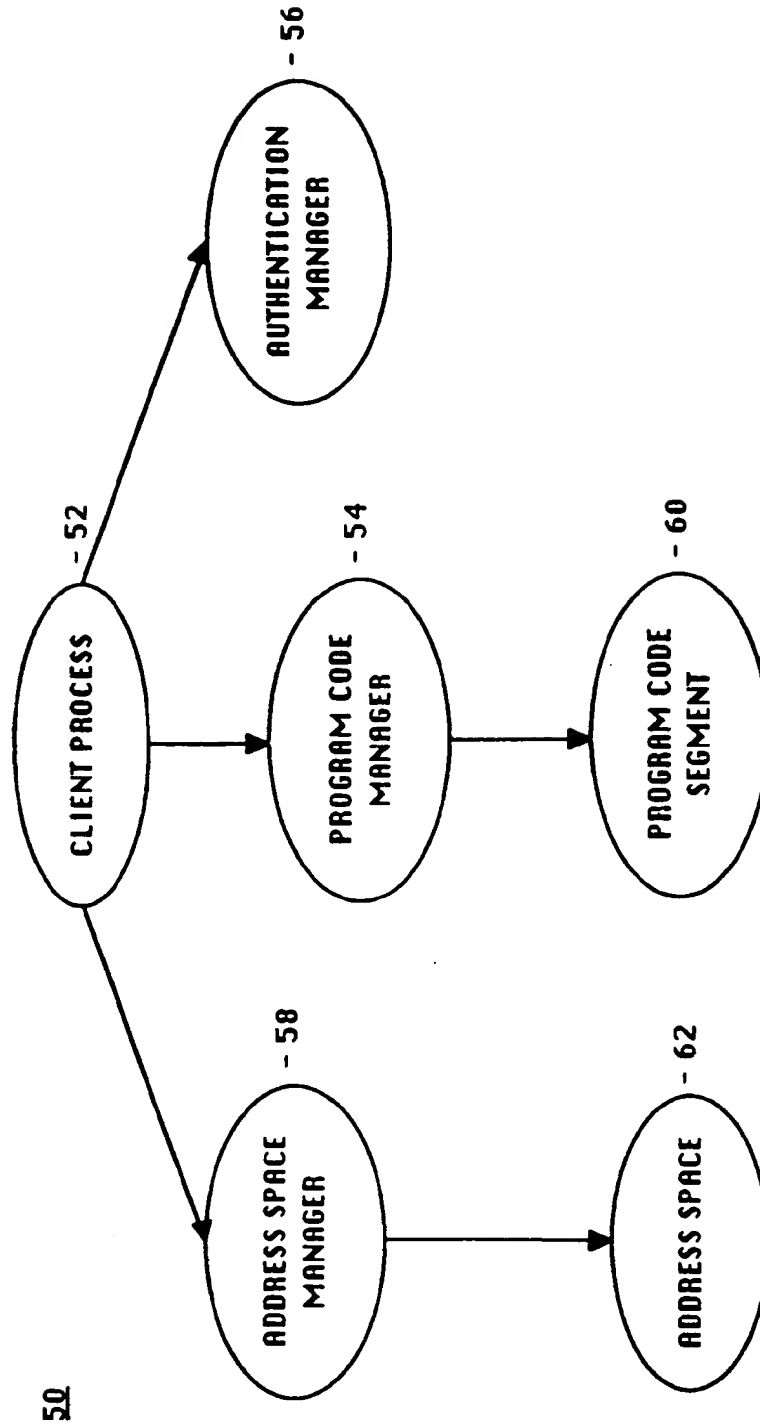 50
CLIENT PROCESS
- 52
ADDRESS SPACE
MANAGER
- 58
PROGRAM CODE
MANAGER
- 54
AUTHENTICATION
MANAGER
- 56
ADDRESS SPACE
- 62
PROGRAM CODE
SEGMENT
- 60